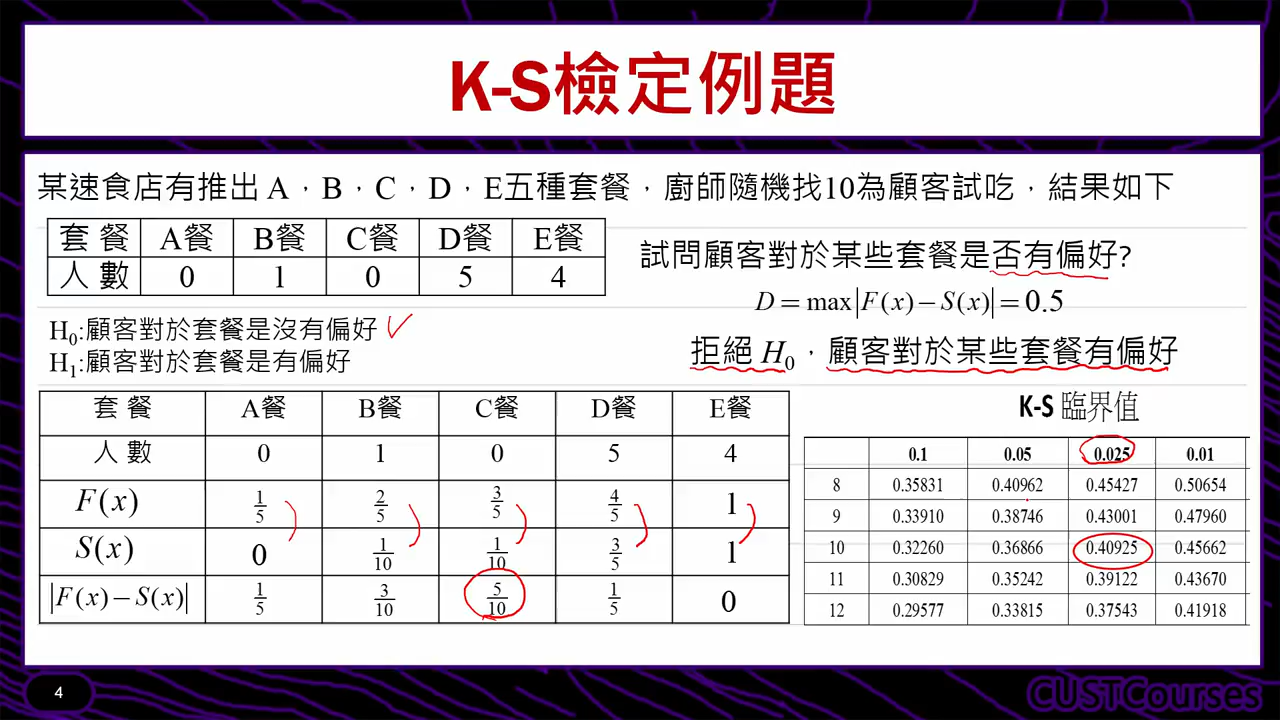 K-S檢定例題
某速食店有推出 A，B，C，D，E五種套餐，廚師隨機找10為顧客試吃，結果如下
套餐 A餐 B餐 C餐 D餐 E餐
人數 0 1 0 5 4
試問顧客對於某些套餐是否有偏好?
D = max|F(x) − S(x)| = 0.5
H₀:顧客對於套餐是沒有偏好
H₁:顧客對於套餐是有偏好
拒絕 H₀，顧客對於某些套餐有偏好
套餐 A餐 B餐 C餐 D餐 E餐
人數 0 1 0 5 4
F(x) 1/5 2/5 3/5 4/5 1
S(x) 0 1/10 1/10 3/5 1
|F(x) − S(x)| 1/5 3/10 5/10 1/5 0
K-S 臨界值
0.1 0.05 0.025 0.01
8 0.35831 0.40962 0.45427 0.50654
9 0.33910 0.38746 0.43001 0.47960
10 0.32260 0.36866 0.40925 0.45662
11 0.30829 0.35242 0.39122 0.43670
12 0.29577 0.33815 0.37543 0.41918
4
CUSTCourses